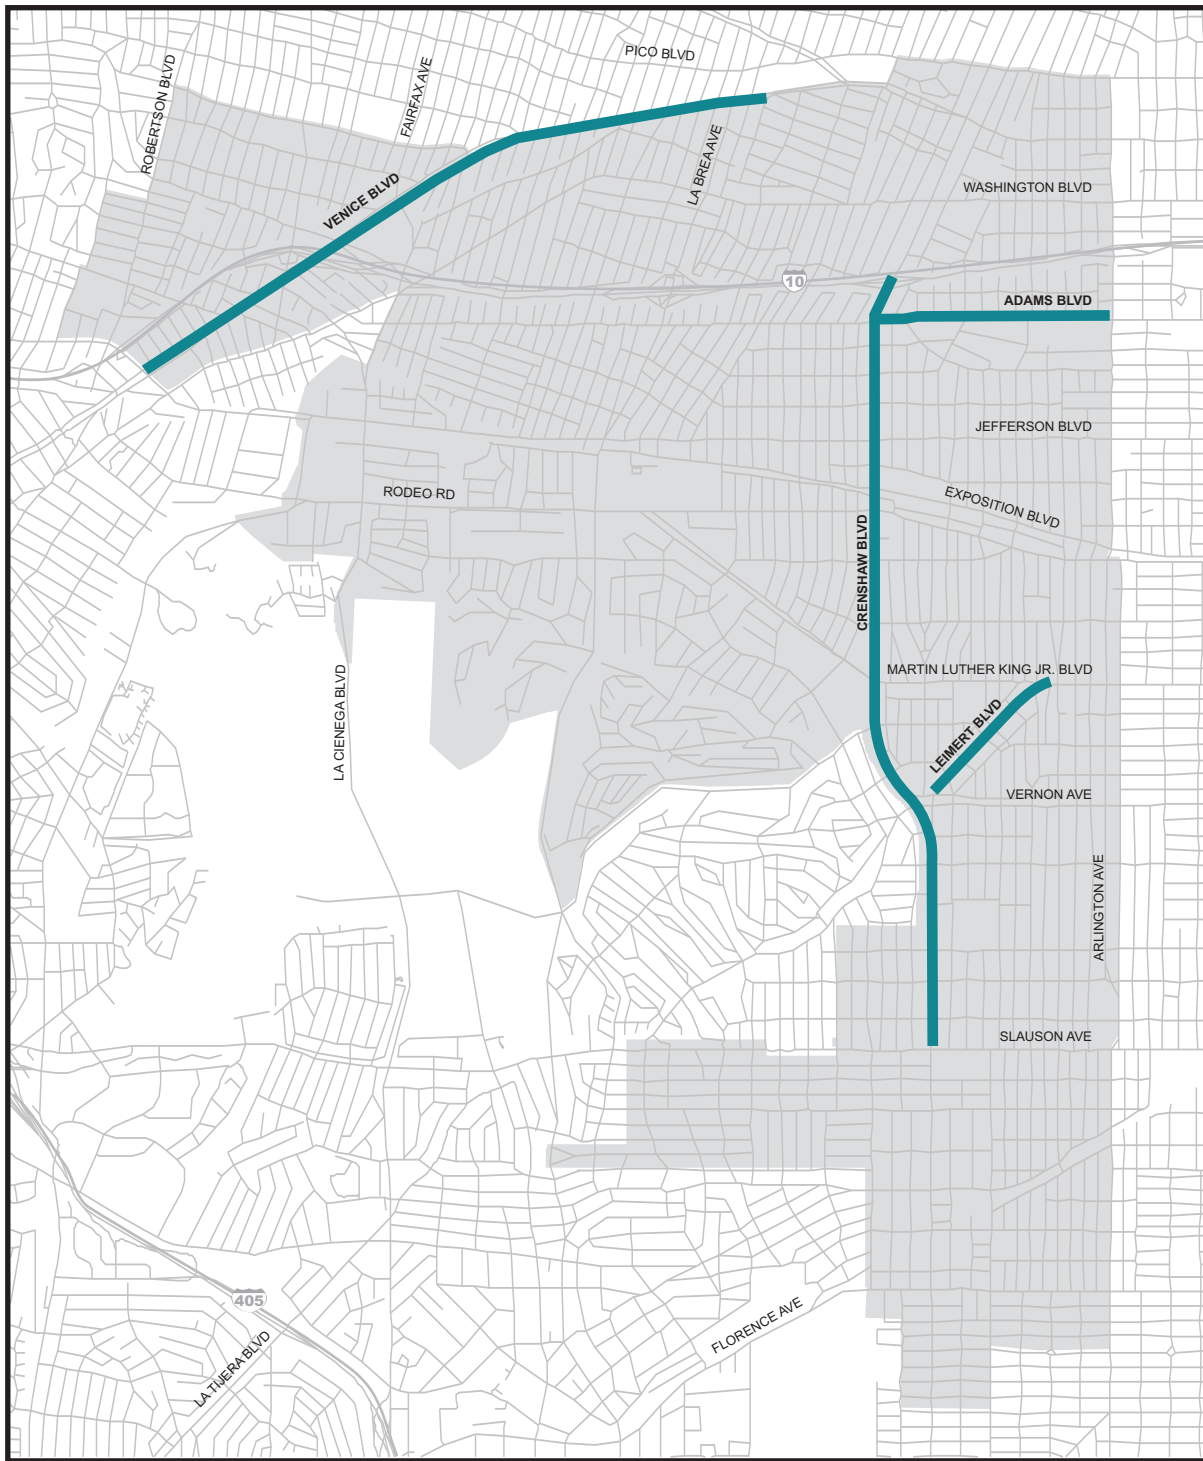 PICO BLVD
ROBERTSON BLVD
FAIRFAX AVE
LA BREA AVE
WASHINGTON BLVD
VENICE BLVD
10
ADAMS BLVD
JEFFERSON BLVD
RODEO RD
EXPOSITION BLVD
CRENSHAW BLVD
MARTIN LUTHER KING JR. BLVD
LA CIENEGA BLVD
LEIMERT BLVD
VERNON AVE
ARLINGTON AVE
SLAUSON AVE
405
FLORENCE AVE
LA TIJERA BLVD